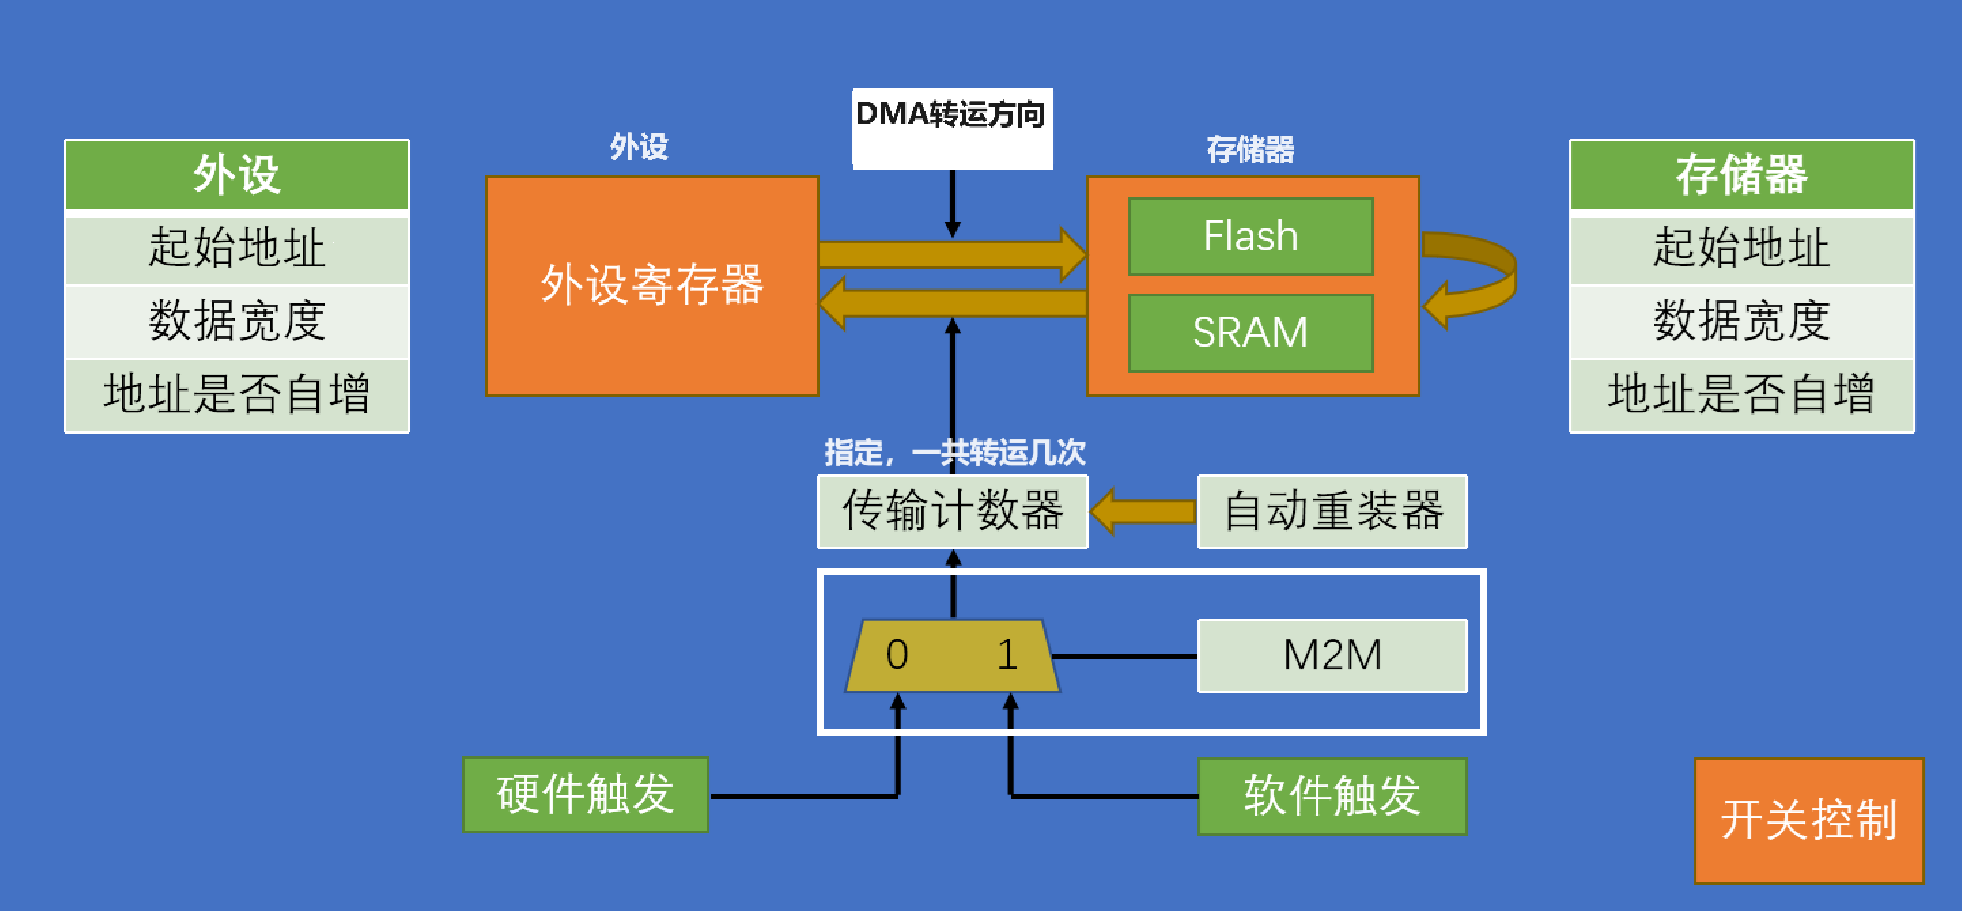 DMA转运方向
外设
存储器
外设
起始地址
数据宽度
地址是否自增
外设寄存器
Flash
SRAM
存储器
起始地址
数据宽度
地址是否自增
指定，一共转运几次
传输计数器
自动重装器
0 1
M2M
硬件触发
软件触发
开关控制